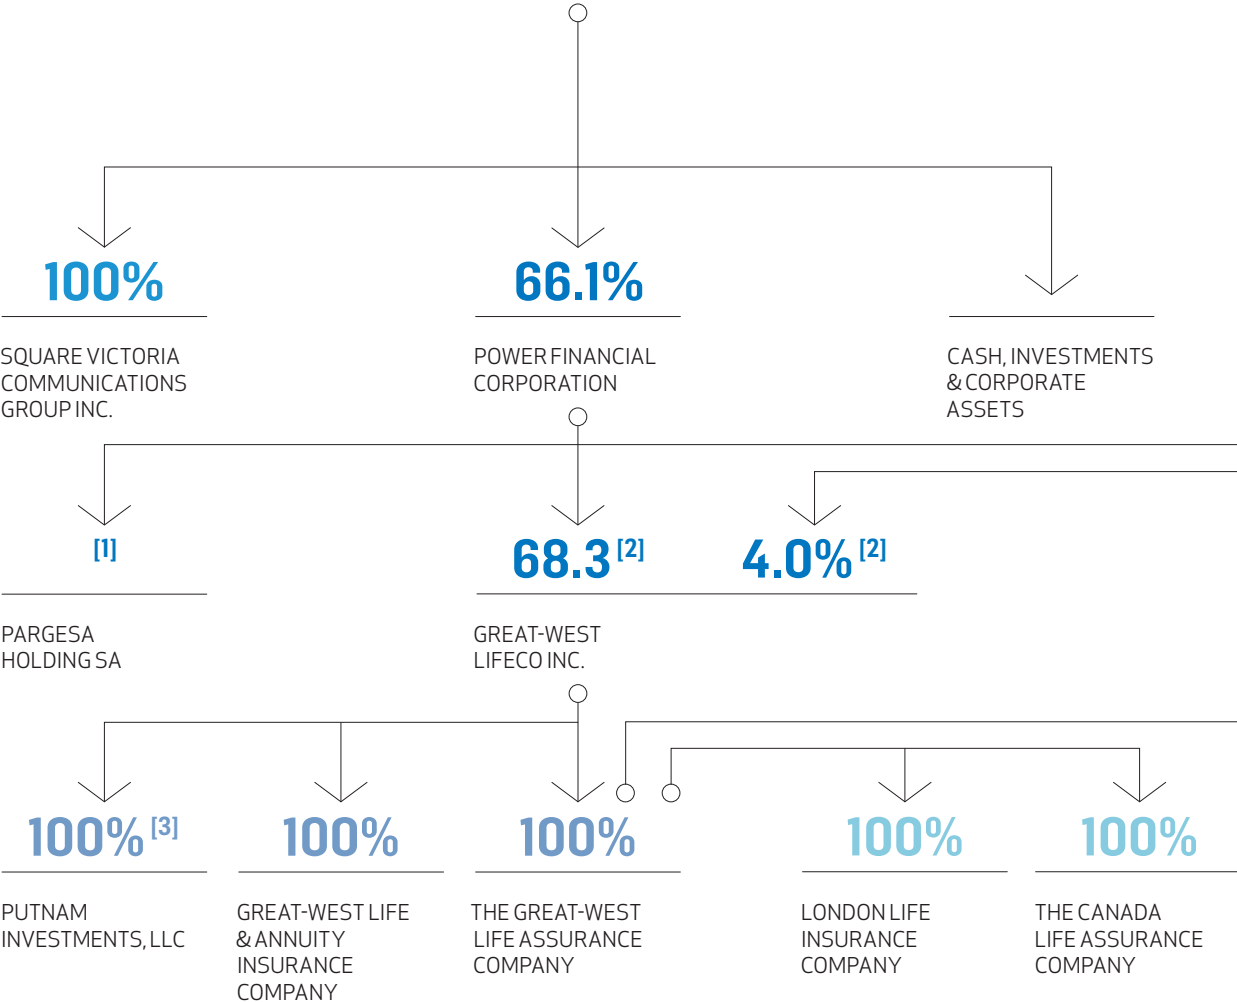 100%
66.1%
SQUARE VICTORIA
COMMUNICATIONS
GROUP INC.
POWER FINANCIAL
CORPORATION
CASH, INVESTMENTS
& CORPORATE
ASSETS
[1]
68.3 [2]
4.0% [2]
PARGESA
HOLDING SA
GREAT-WEST
LIFECO INC.
100% [3]
100%
100%
100%
100%
PUTNAM
INVESTMENTS, LLC
GREAT-WEST LIFE
& ANNUITY
INSURANCE
COMPANY
THE GREAT-WEST
LIFE ASSURANCE
COMPANY
LONDON LIFE
INSURANCE
COMPANY
THE CANADA
LIFE ASSURANCE
COMPANY